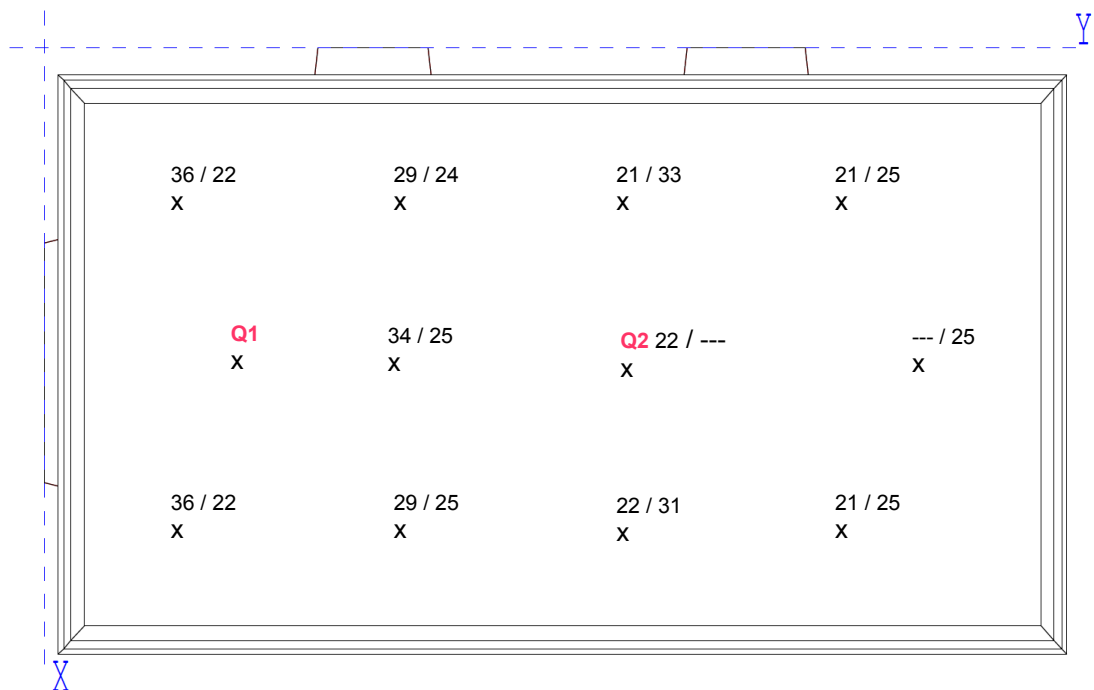 Y
36 / 22
x
29 / 24
x
21 / 33
x
21 / 25
x
Q1
x
34 / 25
x
Q2 22 / ---
x
--- / 25
x
36 / 22
x
29 / 25
x
22 / 31
x
21 / 25
x
X